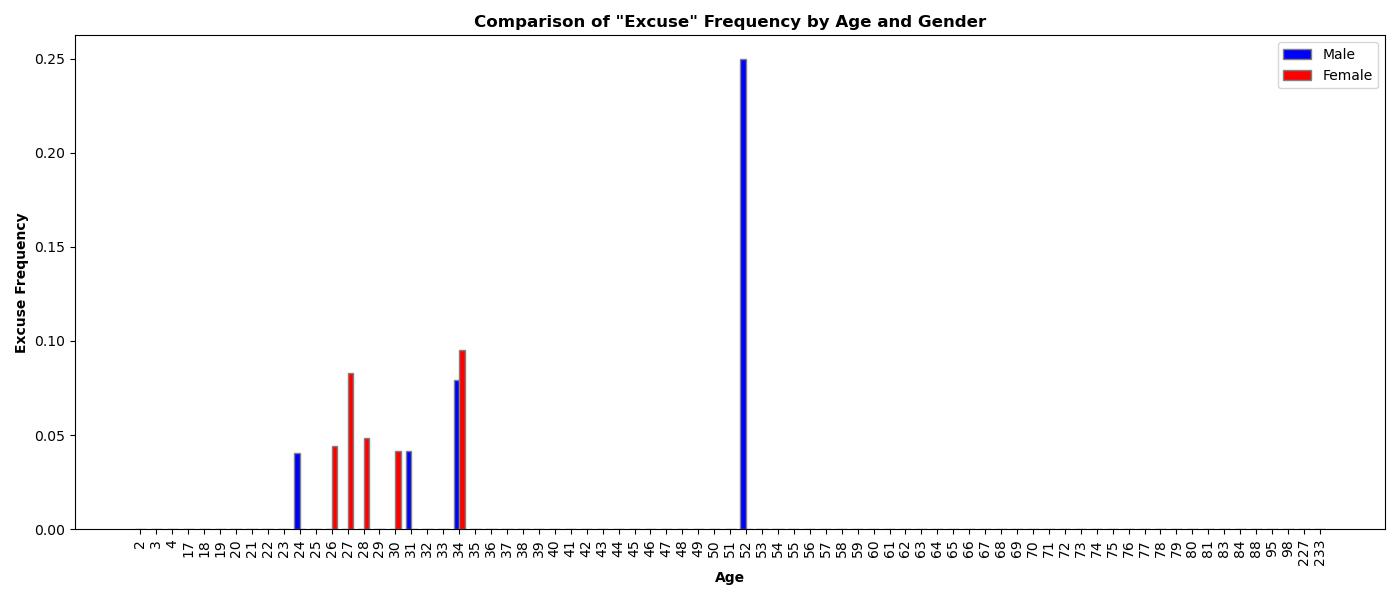 Comparison of "Excuse" Frequency by Age and Gender
Male
Female
Excuse Frequency
0.25
0.20
0.15
0.10
0.05
0.00
2 3 4 17 18 19 20 21 22 23 24 25 26 27 28 29 30 31 32 33 34 35 36 37 38 39 40 41 42 43 44 45 46 47 48 49 50 51 52 53 54 55 56 57 58 59 60 61 62 63 64 65 66 67 68 69 70 71 72 73 74 75 76 77 78 79 80 81 83 84 88 95 98 227 233
Age